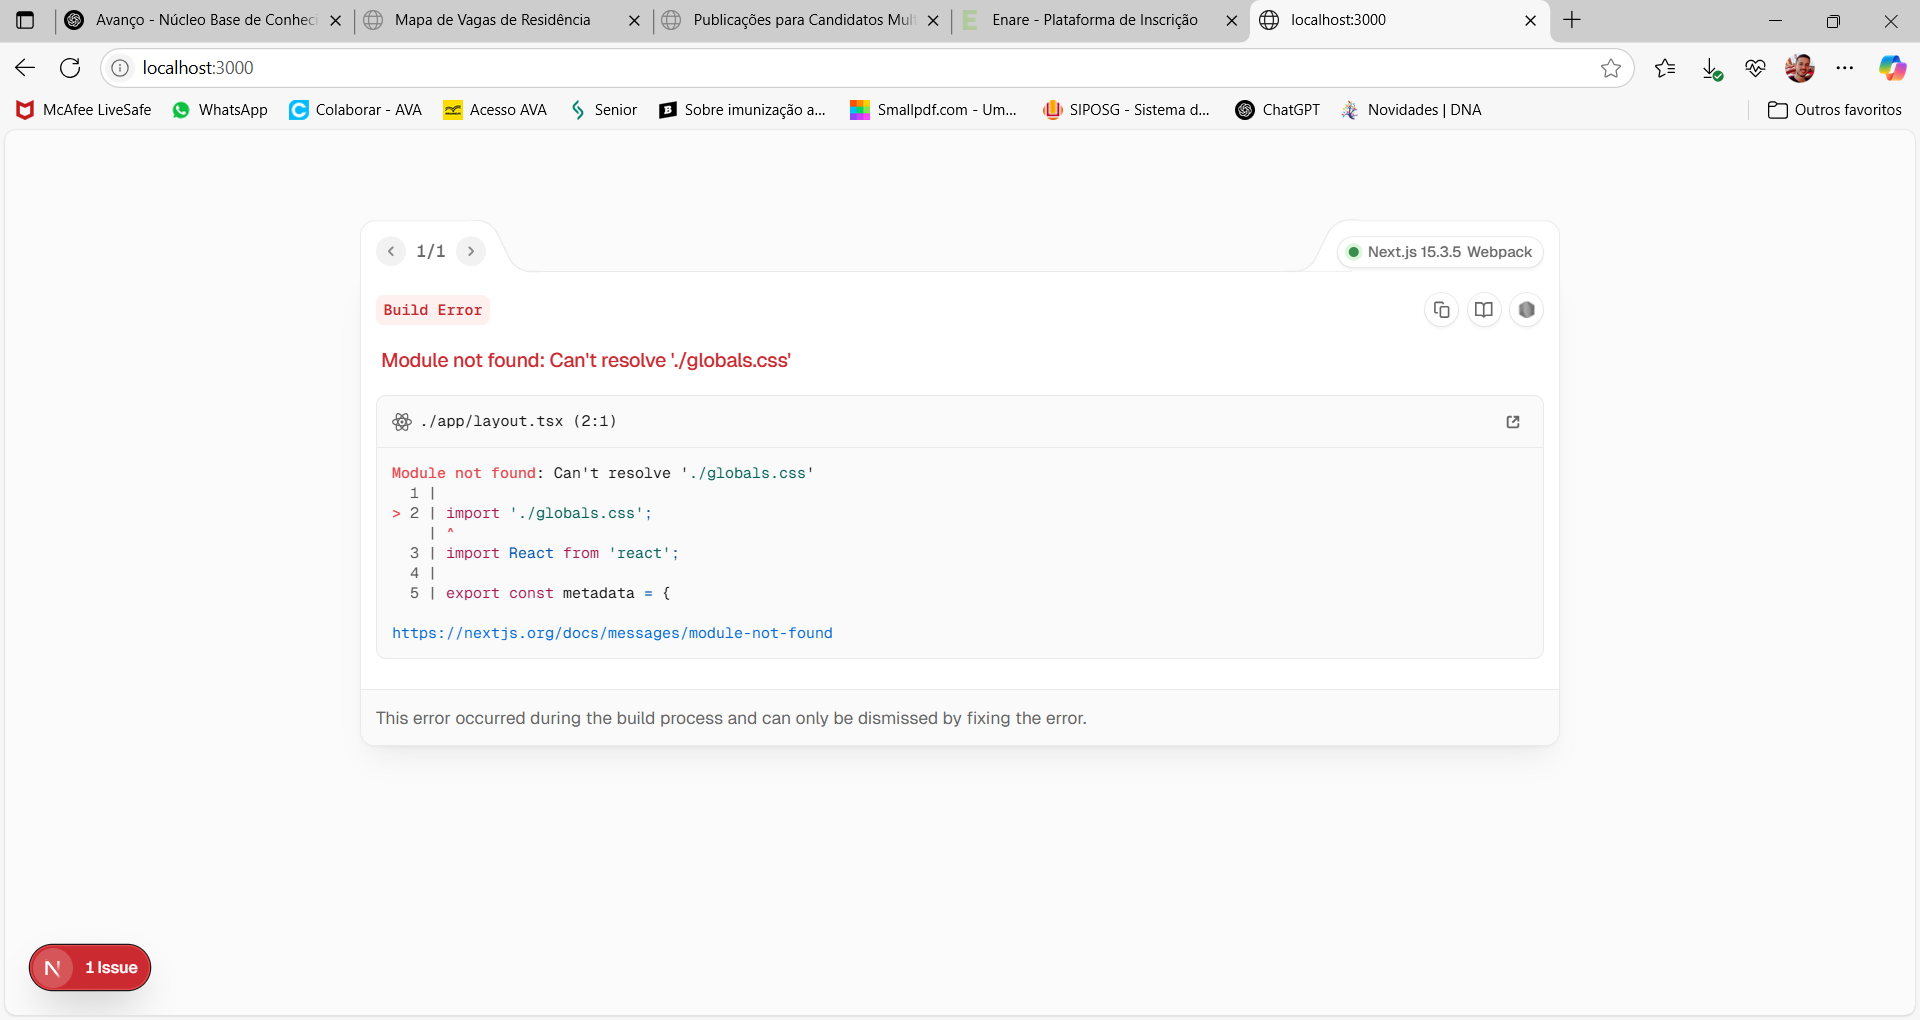 Avanço - Núcleo Base de Conheci
Mapa de Vagas de Residência
Publicações para Candidatos Mult
Enare - Plataforma de Inscrição
localhost:3000
localhost:3000
McAfee LiveSafe
WhatsApp
Colaborar - AVA
Acesso AVA
Senior
Sobre imunização a...
Smallpdf.com - Um...
SIPOSG - Sistema d...
ChatGPT
Novidades | DNA
Outros favoritos
1/1
Next.js 15.3.5 Webpack
Build Error
Module not found: Can't resolve './globals.css'
./app/layout.tsx (2:1)
Module not found: Can't resolve './globals.css'
1 |
> 2 | import './globals.css';
| ^
3 | import React from 'react';
4 |
5 | export const metadata = {
https://nextjs.org/docs/messages/module-not-found
This error occurred during the build process and can only be dismissed by fixing the error.
N 1 Issue